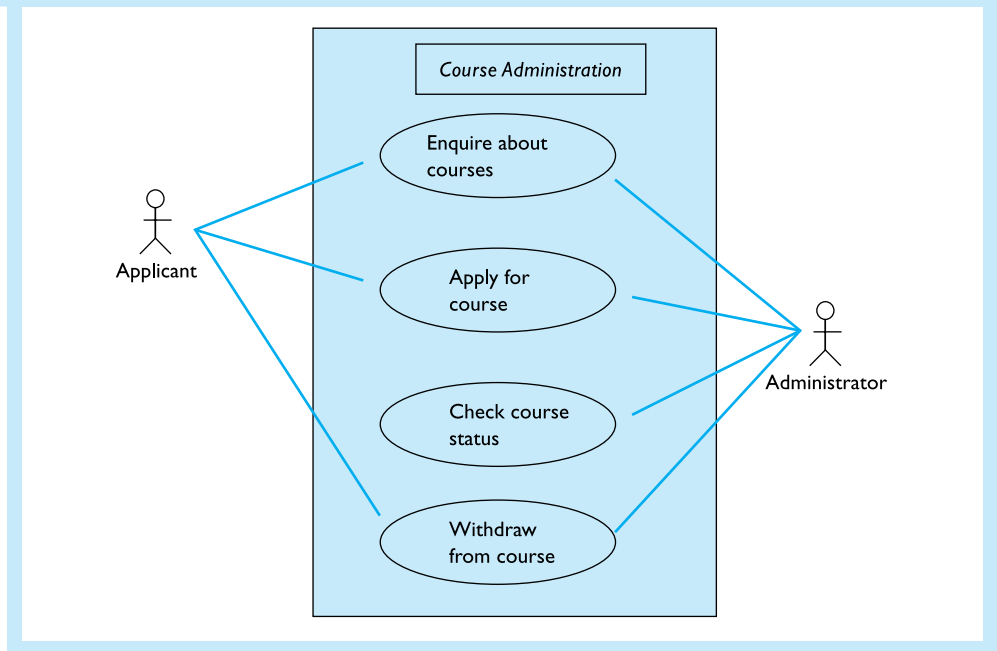 Course Administration
Enquire about
courses
Applicant
Apply for
course
Administrator
Check course
status
Withdraw
from course